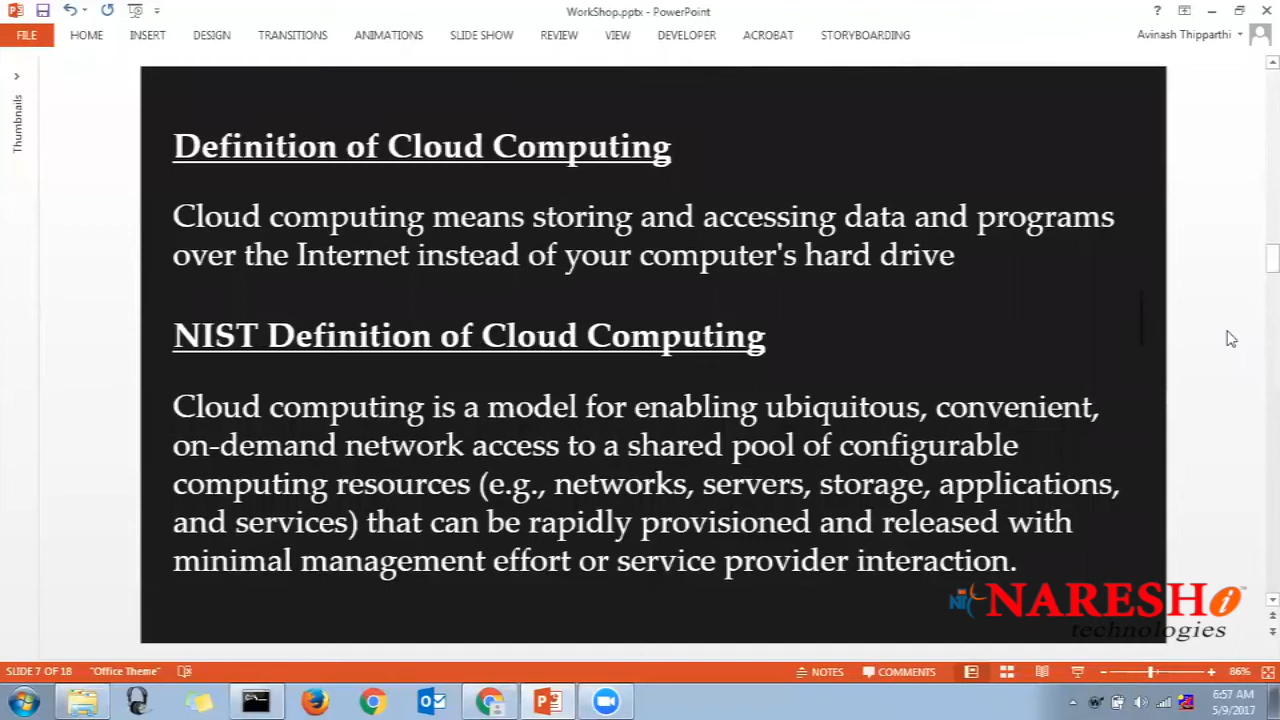 WorkShop.pptx - PowerPoint
FILE HOME INSERT DESIGN TRANSITIONS ANIMATIONS SLIDE SHOW REVIEW VIEW DEVELOPER ACROBAT STORYBOARDING Avinash Thipparthi
Thumbnails
Definition of Cloud Computing
Cloud computing means storing and accessing data and programs
over the Internet instead of your computer's hard drive
NIST Definition of Cloud Computing
Cloud computing is a model for enabling ubiquitous, convenient,
on-demand network access to a shared pool of configurable
computing resources (e.g., networks, servers, storage, applications,
and services) that can be rapidly provisioned and released with
minimal management effort or service provider interaction.
NARESH i
technologies
SLIDE 7 OF 18 "Office Theme" NOTES COMMENTS 86%
6:57 AM
5/9/2017